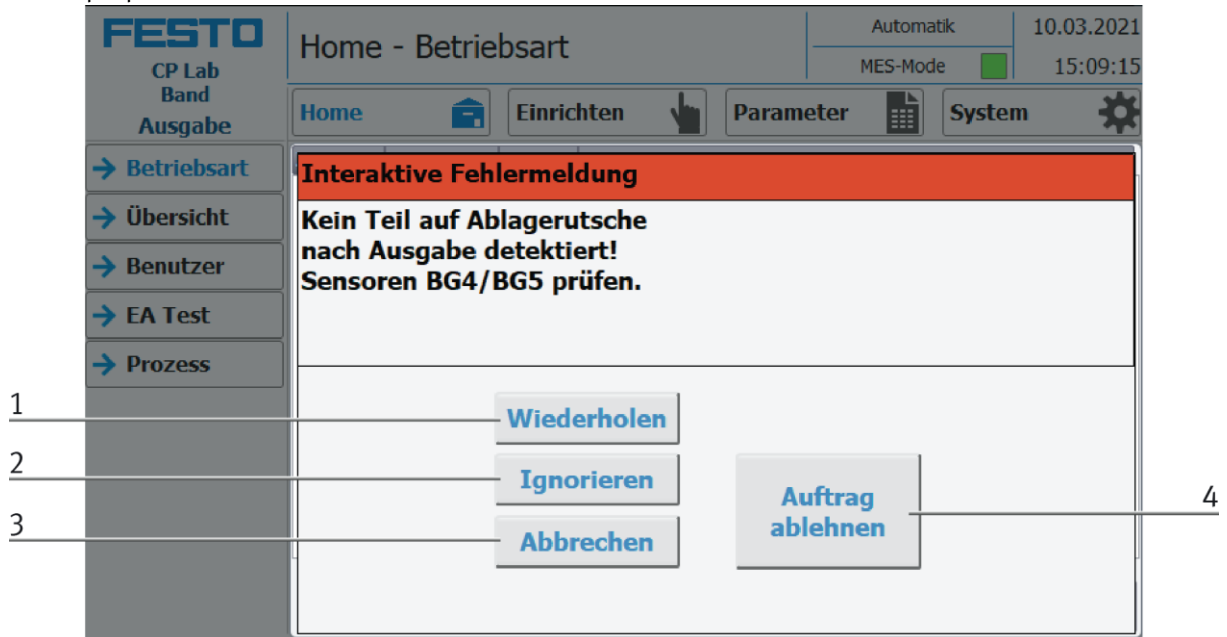 FESTO
CP Lab
Band
Ausgabe
Home - Betriebsart
Automatik
MES-Mode
10.03.2021
15:09:15
Home
Einrichten
Parameter
System
Betriebsart
Übersicht
Benutzer
EA Test
Prozess
Interaktive Fehlermeldung
Kein Teil auf Ablagerutsche
nach Ausgabe detektiert!
Sensoren BG4/BG5 prüfen.
1
Wiederholen
2
Ignorieren
3
Abbrechen
Auftrag
ablehnen
4